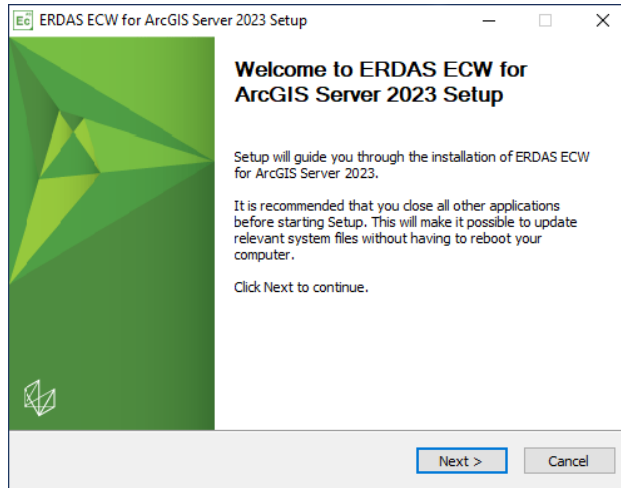 Ec ERDAS ECW for ArcGIS Server 2023 Setup
Welcome to ERDAS ECW for
ArcGIS Server 2023 Setup
Setup will guide you through the installation of ERDAS ECW
for ArcGIS Server 2023.
It is recommended that you close all other applications
before starting Setup. This will make it possible to update
relevant system files without having to reboot your
computer.
Click Next to continue.
Next >
Cancel